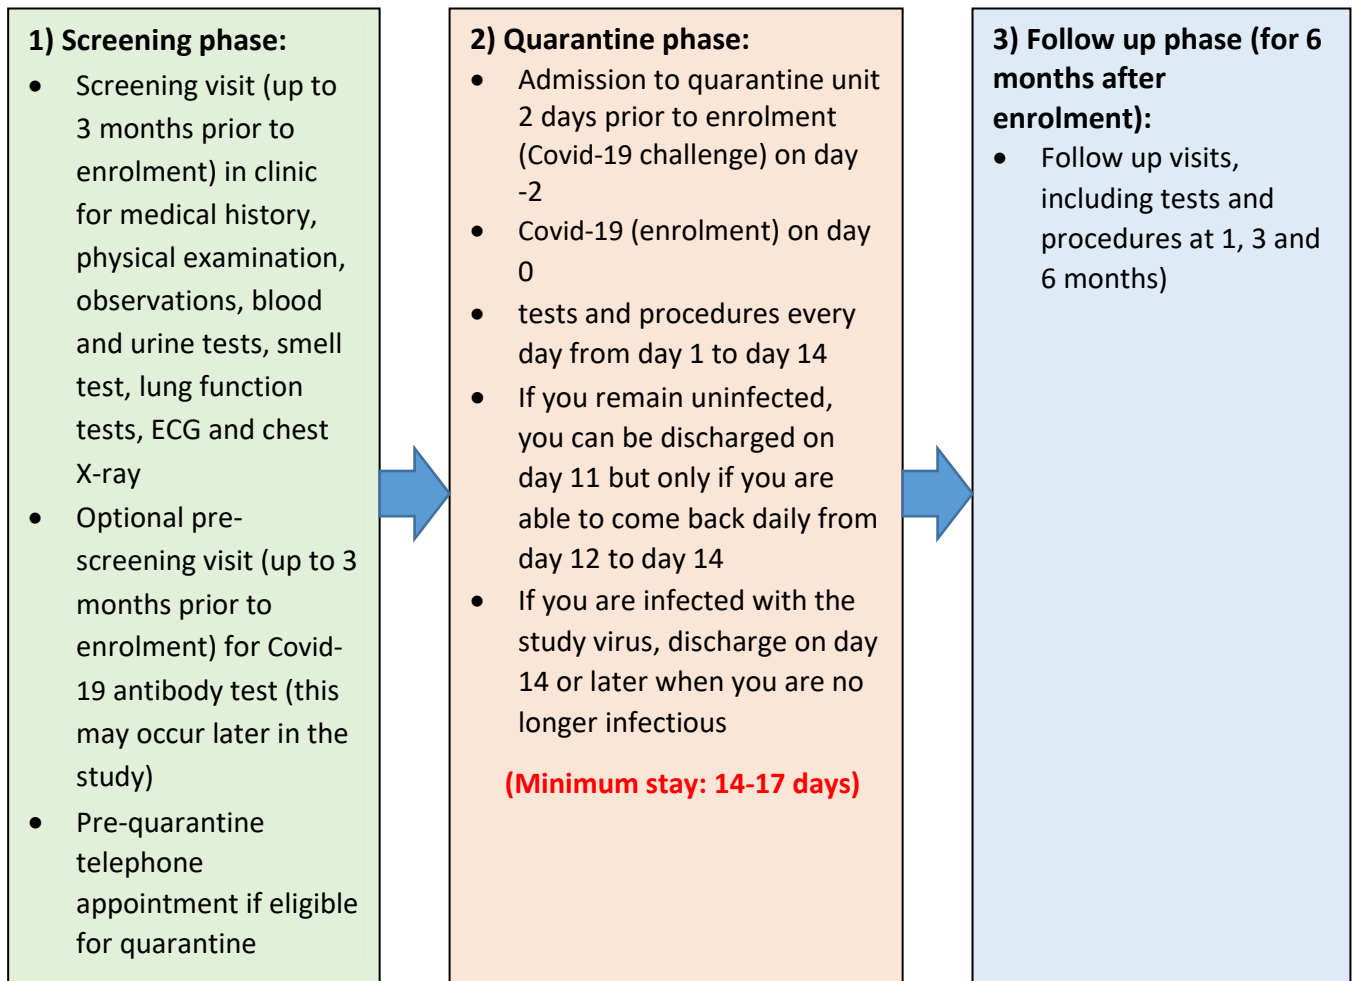 1) Screening phase:
• Screening visit (up to
3 months prior to
enrolment) in clinic
for medical history,
physical examination,
observations, blood
and urine tests, smell
test, lung function
tests, ECG and chest
X-ray
• Optional pre-
screening visit (up to 3
months prior to
enrolment) for Covid-
19 antibody test (this
may occur later in the
study)
• Pre-quarantine
telephone
appointment if eligible
for quarantine
2) Quarantine phase:
• Admission to quarantine unit
2 days prior to enrolment
(Covid-19 challenge) on day
-2
• Covid-19 (enrolment) on day
0
• tests and procedures every
day from day 1 to day 14
• If you remain uninfected,
you can be discharged on
day 11 but only if you are
able to come back daily from
day 12 to day 14
• If you are infected with the
study virus, discharge on day
14 or later when you are no
longer infectious
(Minimum stay: 14-17 days)
3) Follow up phase (for 6
months after
enrolment):
• Follow up visits,
including tests and
procedures at 1, 3 and
6 months)